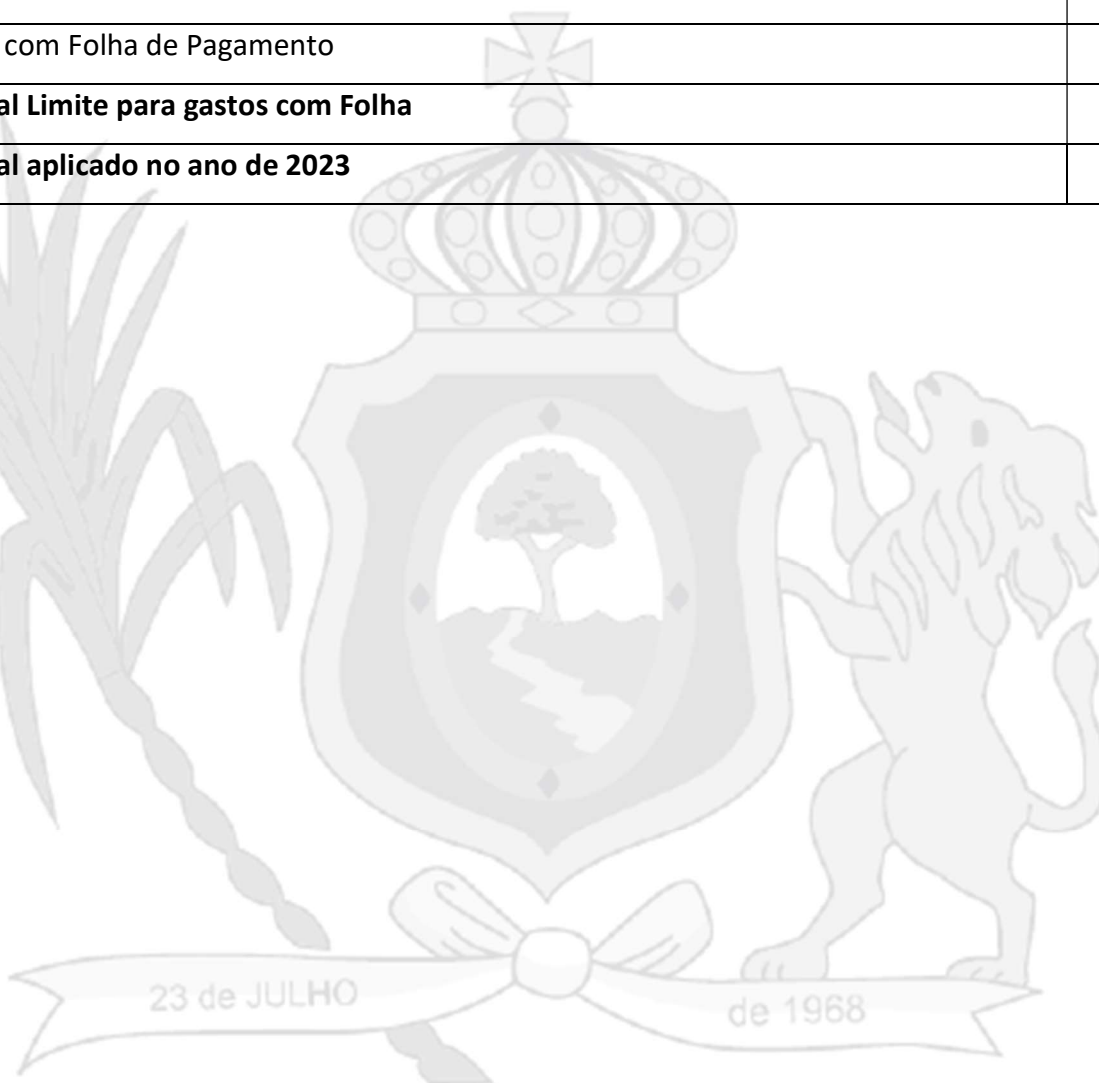 com Folha de Pagamento
al Limite para gastos com Folha
al aplicado no ano de 2023
23 de JULHO
de 1968